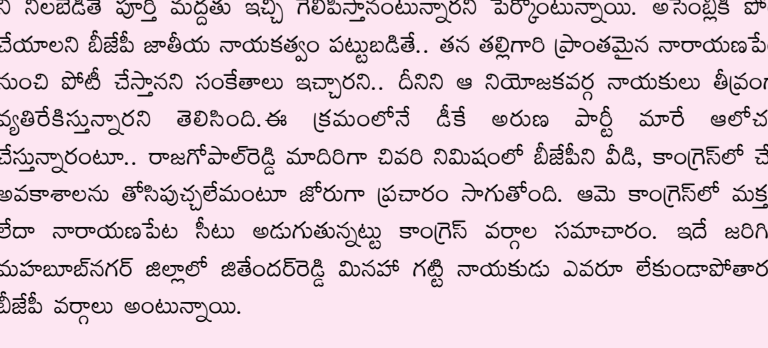 ని నిలబెడితే పూర్తి మద్దతు ఇచ్చి గెలిపిస్తానంటున్నారని పేర్కొంటున్నాయి. అసెంబ్లీకి పో
చేయాలని బీజేపీ జాతీయ నాయకత్వం పట్టుబడితే.. తన తల్లిగారి ప్రాంతమైన నారాయణపే
నుంచి పోటీ చేస్తానని సంకేతాలు ఇచ్చారని.. దీనిని ఆ నియోజకవర్గ నాయకులు తీవ్రంగ
వ్యతిరేకిస్తున్నారని తెలిసింది.ఈ క్రమంలోనే డీకే అరుణ పార్టీ మారే ఆలోచ
చేస్తున్నారంటూ.. రాజగోపాల్‌రెడ్డి మాదిరిగా చివరి నిమిషంలో బీజేపీని వీడి, కాంగ్రెస్‌లో చే
అవకాశాలను తోసిపుచ్చలేమంటూ జోరుగా ప్రచారం సాగుతోంది. ఆమె కాంగ్రెస్‌లో మక్త
లేదా నారాయణపేట సీటు అడుగుతున్నట్టు కాంగ్రెస్ వర్గాల సమాచారం. ఇదే జరిగి
మహబూబ్‌నగర్ జిల్లాలో జితేందర్‌రెడ్డి మినహా గట్టి నాయకుడు ఎవరూ లేకుండాపోతార
బీజేపీ వర్గాలు అంటున్నాయి.